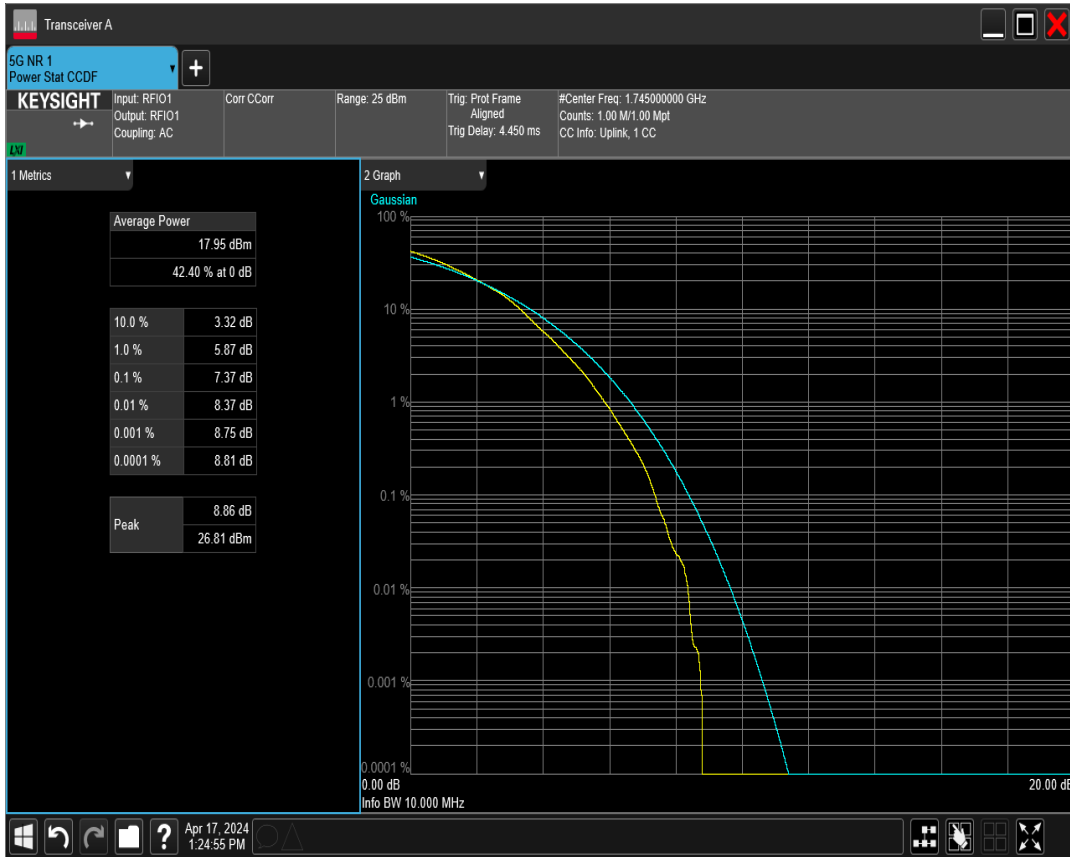 Transceiver A
5G NR 1
Power Stat CCDF
+
KEYSIGHT
LXI
Input: RFIO1
Output: RFIO1
Coupling: AC
Corr CCorr
Range: 25 dBm
Trig: Prot Frame
Aligned
Trig Delay: 4.450 ms
#Center Freq: 1.745000000 GHz
Counts: 1.00 M/1.00 Mpt
CC Info: Uplink, 1 CC
1 Metrics
Average Power
17.95 dBm
42.40 % at 0 dB
10.0 % 3.32 dB
1.0 % 5.87 dB
0.1 % 7.37 dB
0.01 % 8.37 dB
0.001 % 8.75 dB
0.0001 % 8.81 dB
Peak 8.86 dB
26.81 dBm
2 Graph
Gaussian
100 %
10 %
1 %
0.1 %
0.01 %
0.001 %
0.0001 %
0.00 dB 20.00 dB
Info BW 10.000 MHz
?
Apr 17, 2024
1:24:55 PM